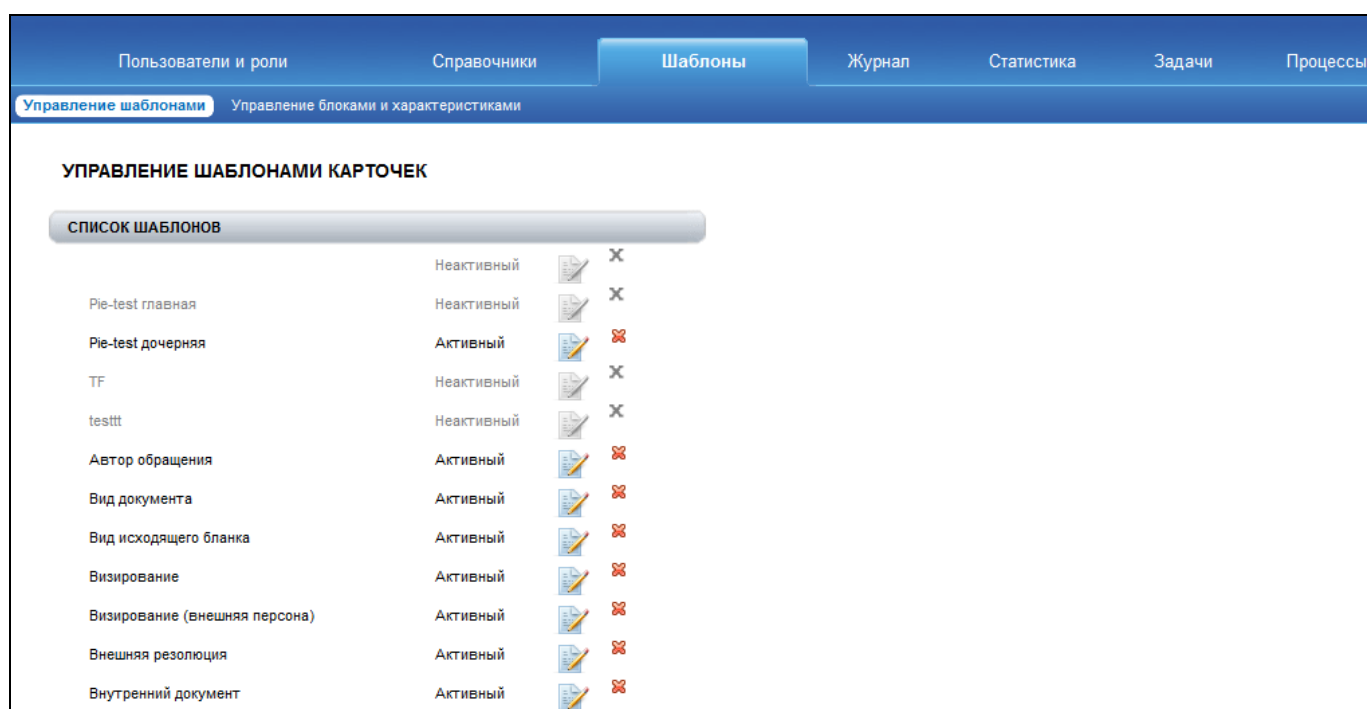 Пользователи и роли Справочники Шаблоны Журнал Статистика Задачи Процессы
Управление шаблонами Управление блоками и характеристиками
УПРАВЛЕНИЕ ШАБЛОНАМИ КАРТОЧЕК
СПИСОК ШАБЛОНОВ
Неактивный
Pie-test главная Неактивный
Pie-test дочерняя Активный
TF Неактивный
testtt Неактивный
Автор обращения Активный
Вид документа Активный
Вид исходящего бланка Активный
Визирование Активный
Визирование (внешняя персона) Активный
Внешняя резолюция Активный
Внутренний документ Активный